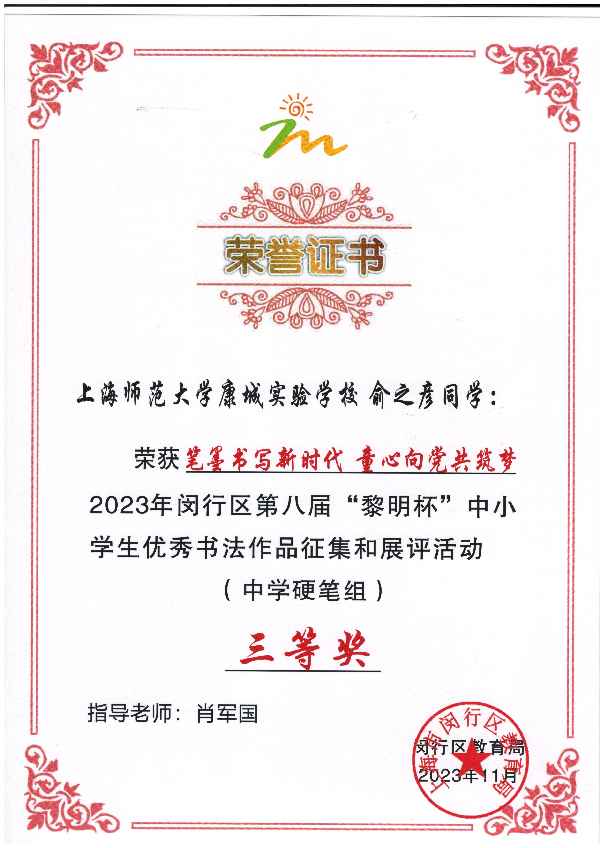 荣誉证书
上海师范大学康城实验学校 俞之彦同学：
荣获笔墨书写新时代 童心向党共筑梦
2023年闵行区第八届“黎明杯”中小
学生优秀书法作品征集和展评活动
（中学硬笔组）
三等奖
指导老师：肖军国
闵行区教育局
2023年11月
上海市闵行区教育局